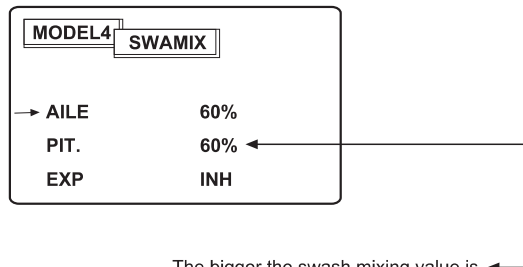 MODEL4
SWAMIX
AILE 60%
PIT. 60%
EXP INH
The bigger the swash mixing value is